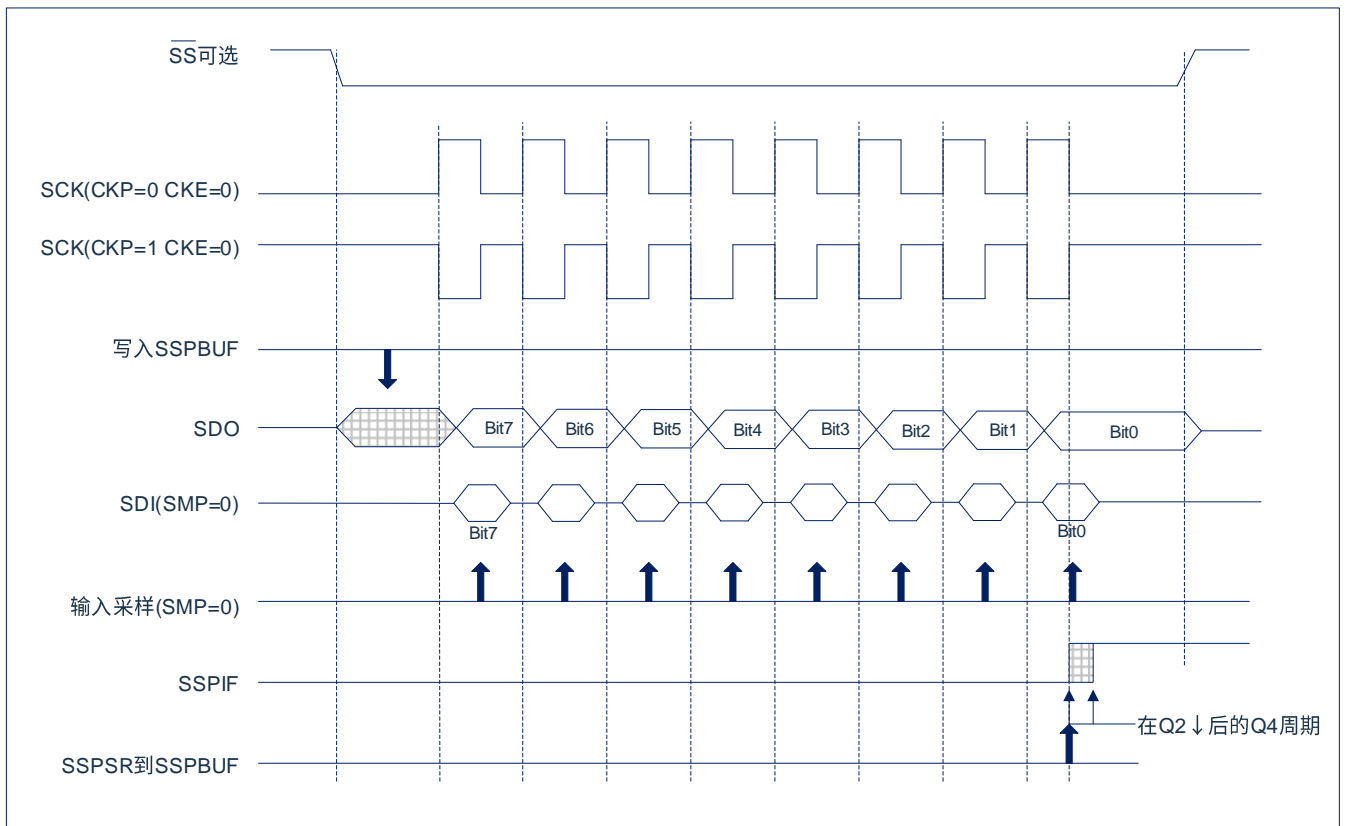 SS可选
SCK(CKP=0 CKE=0)
SCK(CKP=1 CKE=0)
写入SSPBUF
SDO
Bit7
Bit6
Bit5
Bit4
Bit3
Bit2
Bit1
Bit0
SDI(SMP=0)
Bit7
Bit0
输入采样(SMP=0)
SSPIF
在Q2↓后的Q4周期
SSPSR到SSPBUF